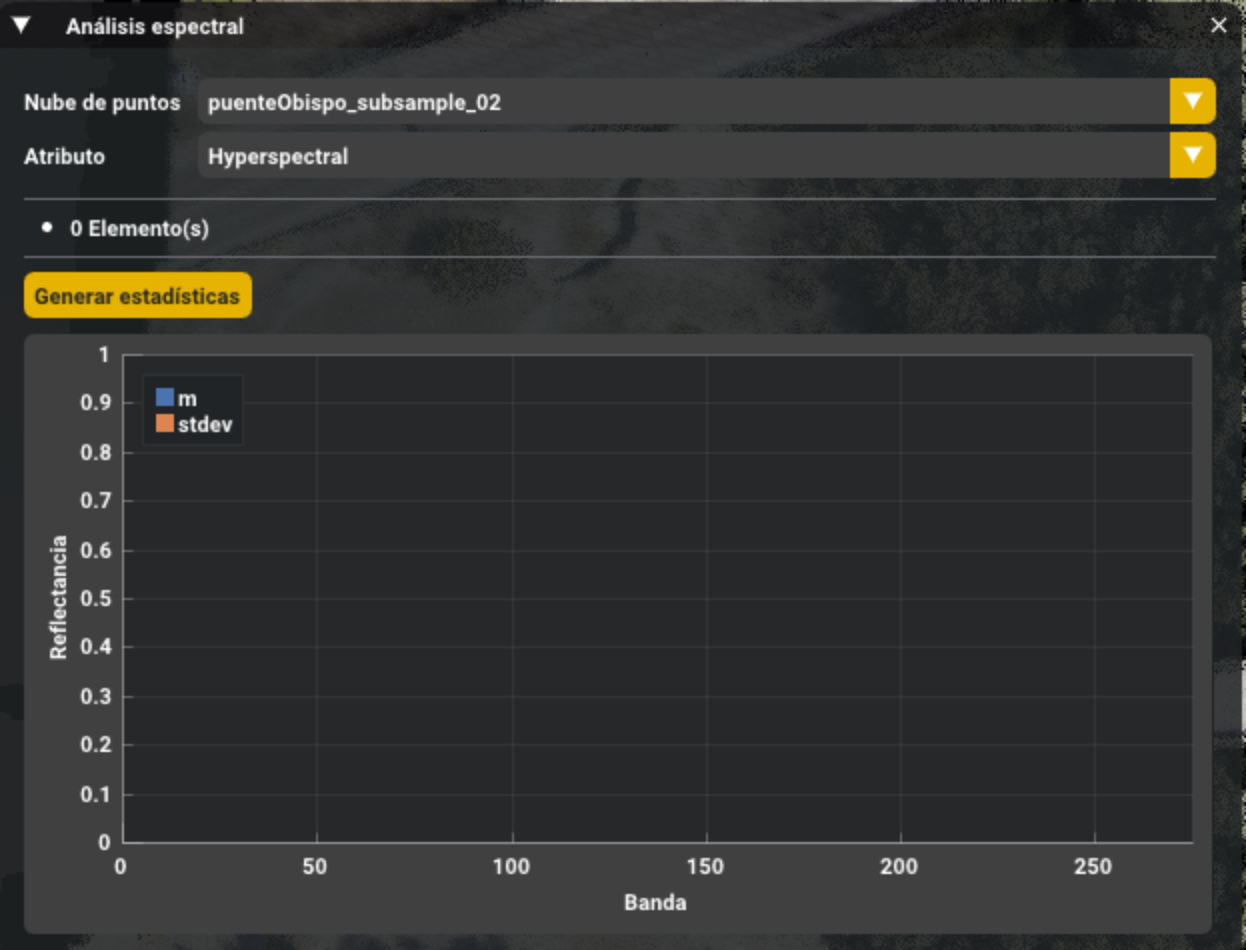 Análisis espectral
Nube de puntos puenteObispo_subsample_02
Atributo Hyperspectral
0 Elemento(s)
Generar estadísticas
1
m
0.9
stdev
0.8
0.7
0.6
0.5
0.4
0.3
0.2
0.1
0
Reflectancia
0 50 100 150 200 250
Banda